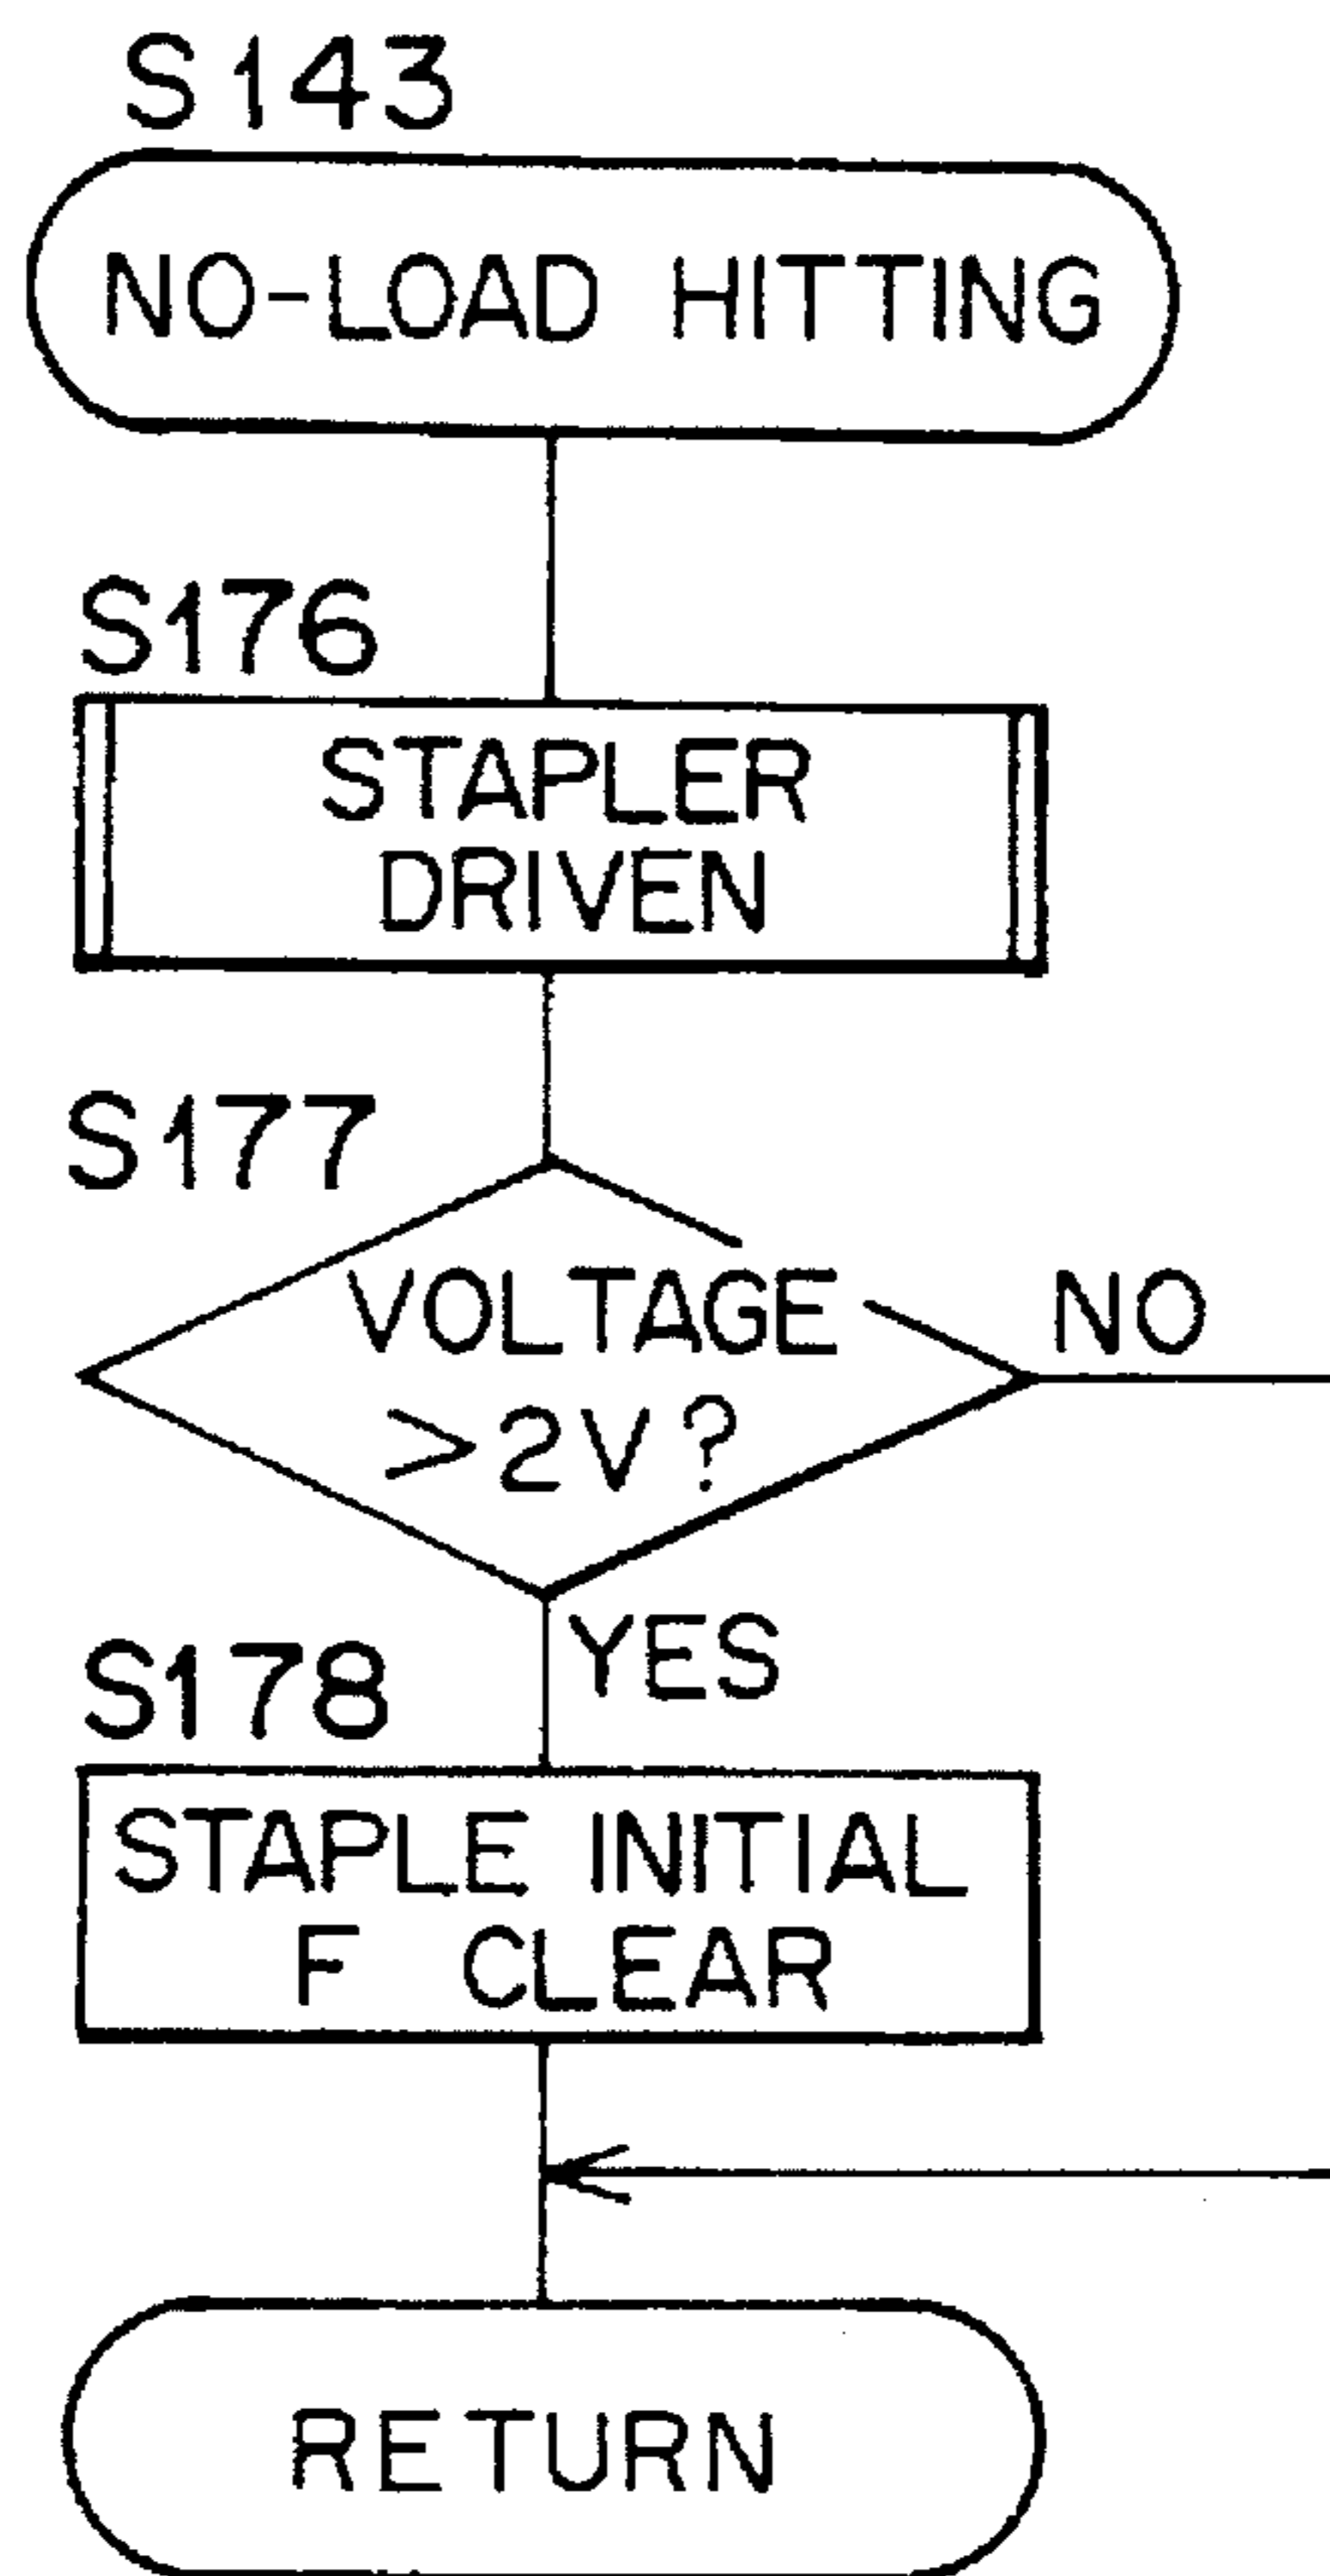 S143
NO-LOAD HITTING
S176
STAPLER
DRIVEN
S177
VOLTAGE
>2V?
NO
YES
S178
STAPLE INITIAL
F CLEAR
RETURN